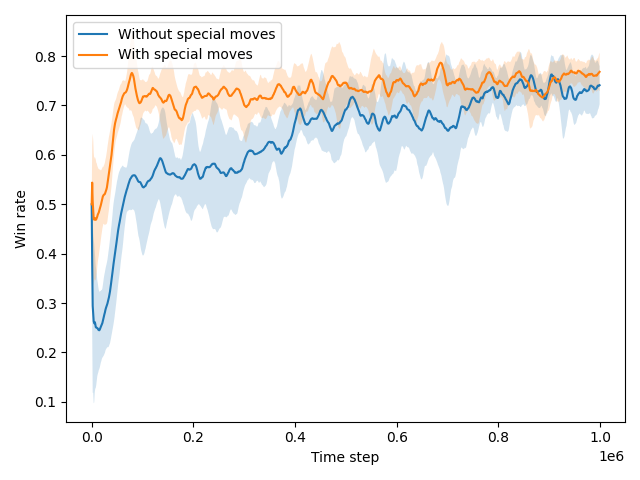 Without special moves
With special moves
Win rate
0.8
0.7
0.6
0.5
0.4
0.3
0.2
0.1
0.0 0.2 0.4 0.6 0.8 1.0
1e6
Time step